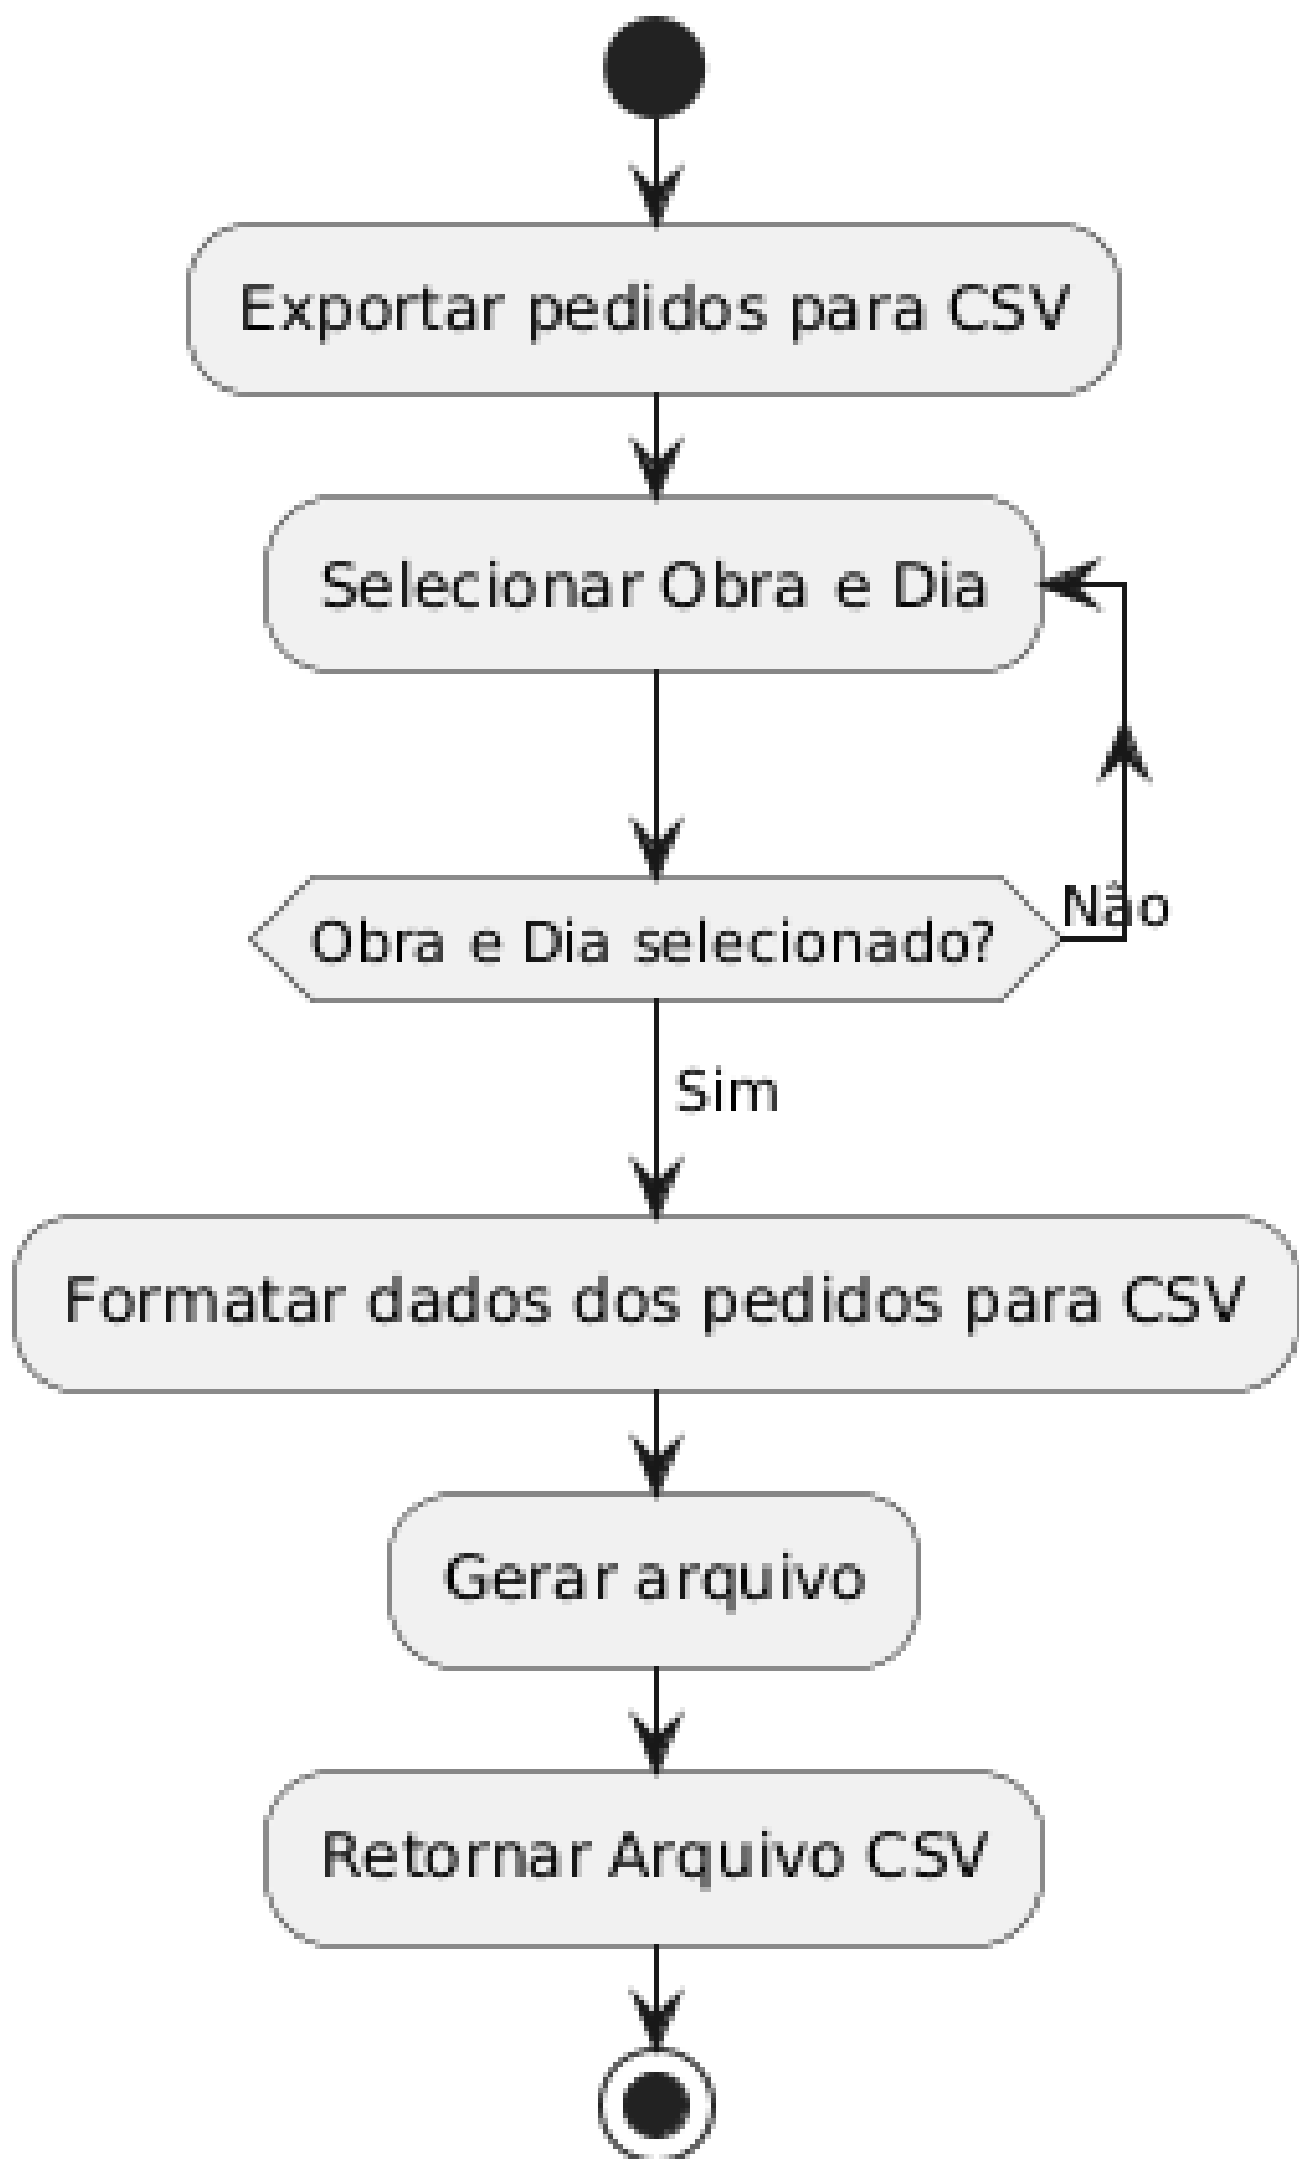 Exportar pedidos para CSV
Selecionar Obra e Dia
Obra e Dia selecionado?
Não
Sim
Formatar dados dos pedidos para CSV
Gerar arquivo
Retornar Arquivo CSV